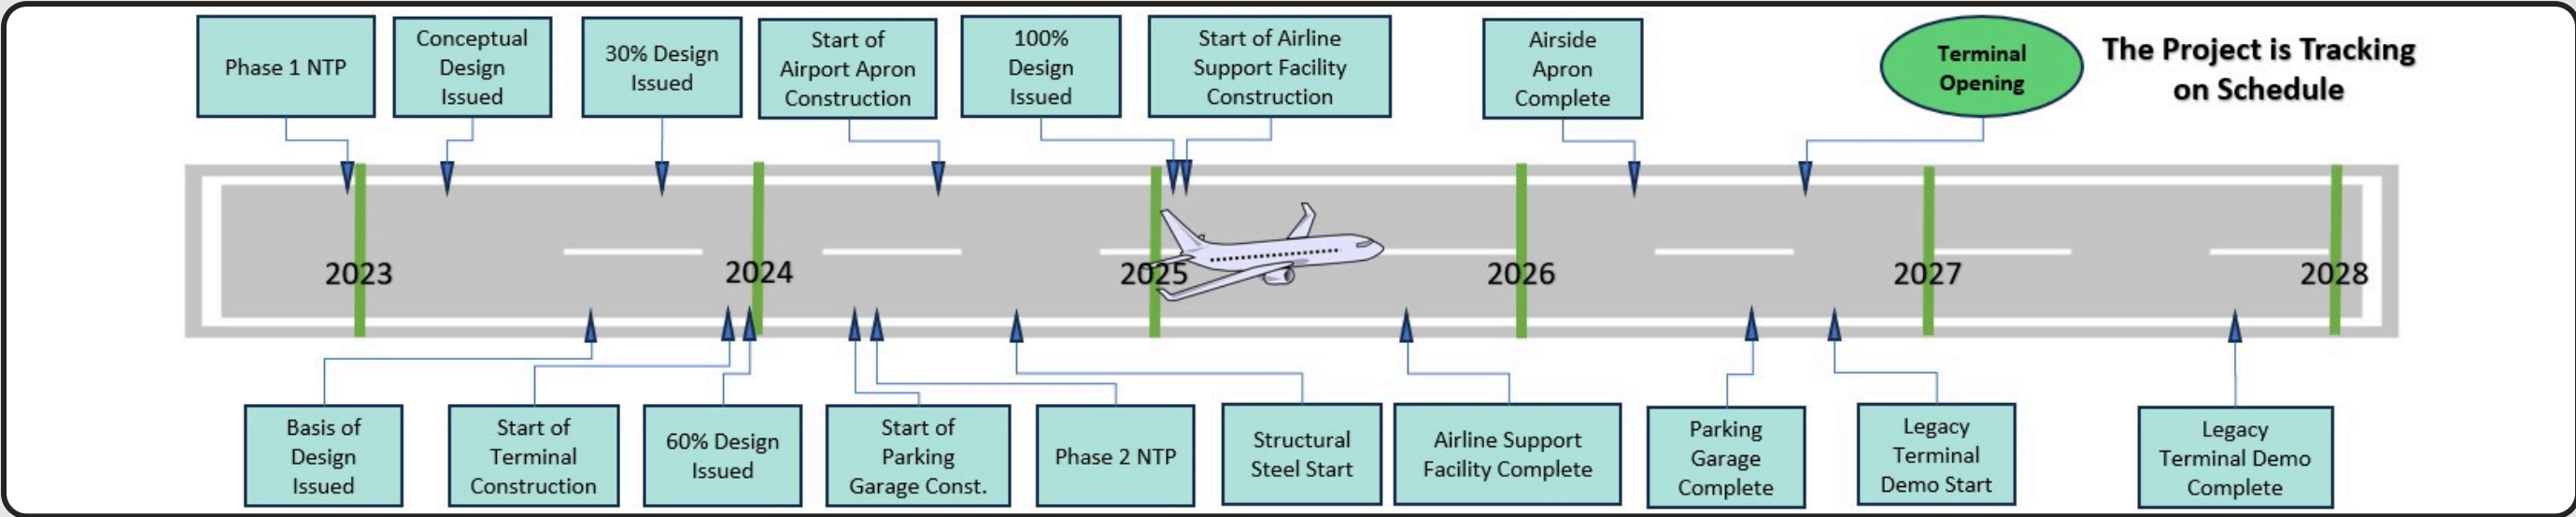 Phase 1 NTP
Conceptual
Design
Issued
30% Design
Issued
Start of
Airport Apron
Construction
100%
Design
Issued
Start of Airline
Support Facility
Construction
Airside
Apron
Complete
Terminal
Opening
The Project is Tracking
on Schedule
2023
2024
2025
2026
2027
2028
Basis of
Design
Issued
Start of
Terminal
Construction
60% Design
Issued
Start of
Parking
Garage Const.
Phase 2 NTP
Structural
Steel Start
Airline Support
Facility Complete
Parking
Garage
Complete
Legacy
Terminal
Demo Start
Legacy
Terminal Demo
Complete